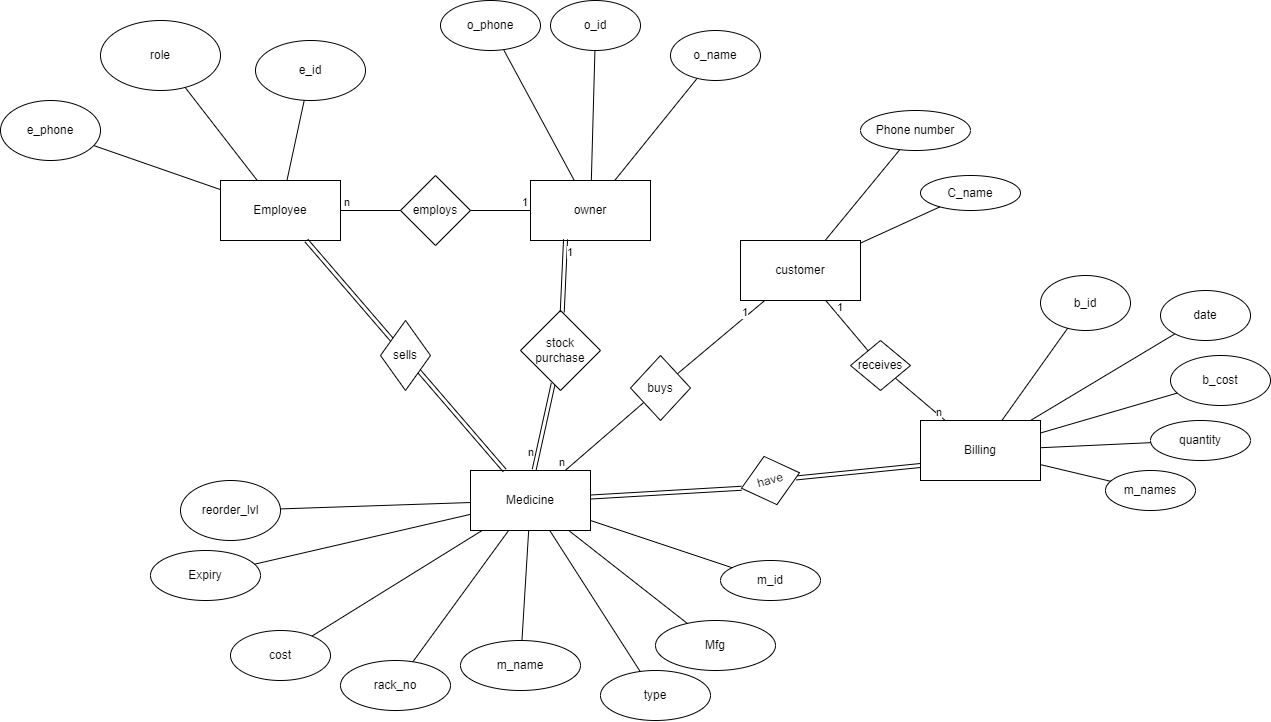 o_phone
o_id
o_name
role
e_id
e_phone
Phone number
C_name
Employee
n
employs
1
owner
1
customer
1
1
b_id
date
sells
stock
purchase
buys
receives
b_cost
n
quantity
Billing
n
n
have
m_names
Medicine
reorder_lvl
Expiry
m_id
cost
rack_no
m_name
Mfg
type